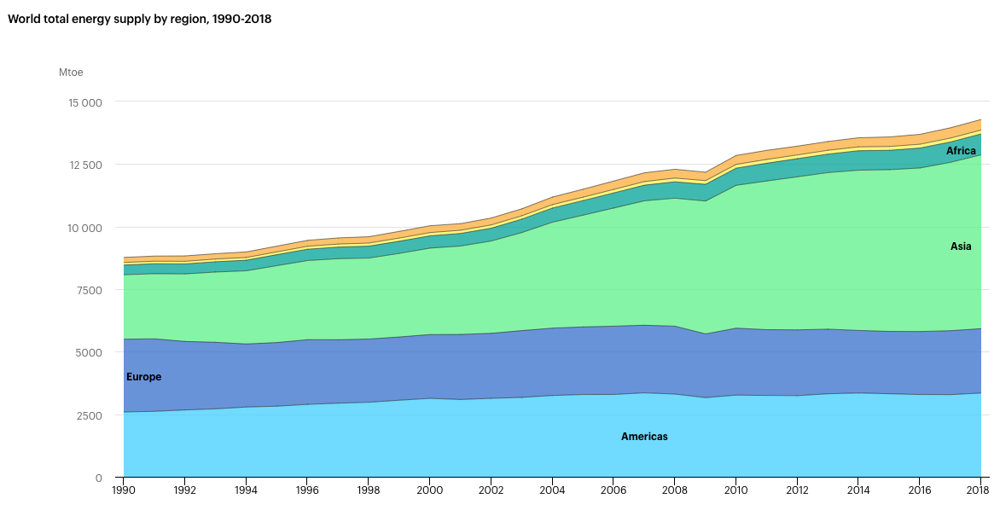 World total energy supply by region, 1990-2018
Mtoe
15 000
12 500
10 000
7500
5000
2500
0
Africa
Asia
Europe
Americas
1990 1992 1994 1996 1998 2000 2002 2004 2006 2008 2010 2012 2014 2016 2018